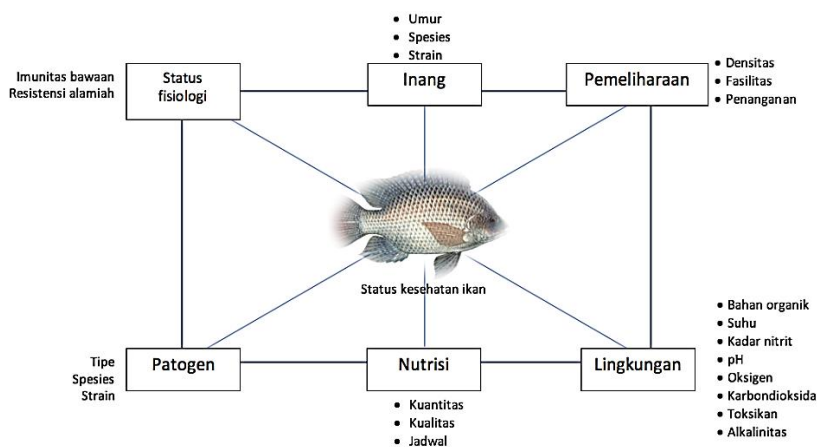 • Umur
• Spesies
• Strain
Imunitas bawaan
Resistensi alamiah
Status
fisiologi
Inang
Pemeliharaan
• Densitas
• Fasilitas
• Penanganan
Status kesehatan ikan
Tipe
Spesies
Strain
Patogen
Nutrisi
Lingkungan
• Bahan organik
• Suhu
• Kadar nitrit
• pH
• Oksigen
• Karbondioksida
• Toksikan
• Alkalinitas
• Kuantitas
• Kualitas
• Jadwal